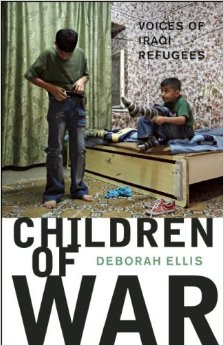 VOICES OF
IRAQI
REFUGEES
CHILDREN
OF DEBORAH ELLIS
WAR